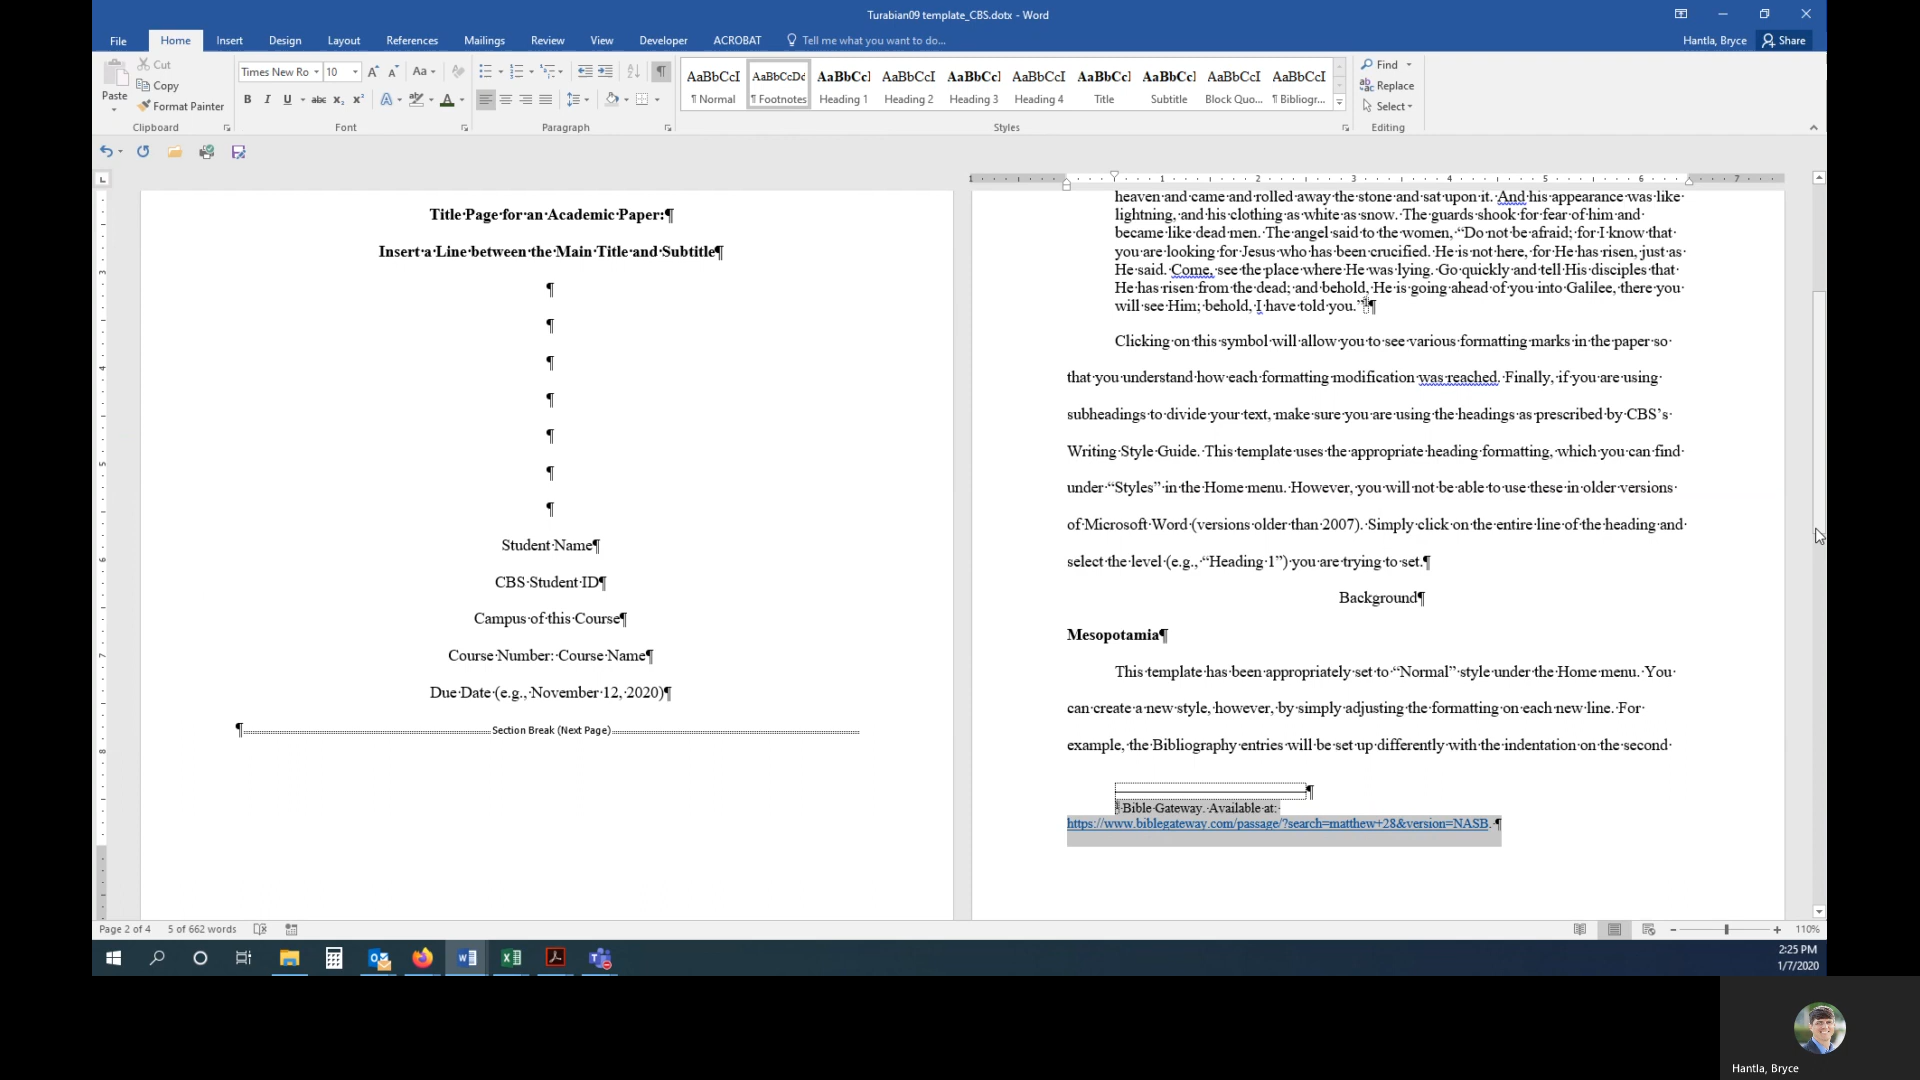 Turabian09 template_CBS.dotx - Word
File Home Insert Design Layout References Mailings Review View Developer ACROBAT Tell me what you want to do... Hantla, Bryce Share
Paste
Cut
Copy
Format Painter
Clipboard
Times New Ro 10
Font
Paragraph
AaBbCcI AaBbCcDd AaBbCcI AaBbCcI AaBbCcI AaBbCcI AaBbCcI AaBbCcI AaBbCcI AaBbCcI
¶ Normal ¶ Footnotes Heading 1 Heading 2 Heading 3 Heading 4 Title Subtitle Block Quo... ¶ Bibliogr...
Styles
Find
Replace
Select
Editing
Title Page for an Academic Paper:¶
Insert a Line between the Main Title and Subtitle¶
¶
¶
¶
¶
¶
¶
¶
Student Name¶
CBS Student ID¶
Campus of this Course¶
Course Number: Course Name¶
Due Date (e.g., November 12, 2020)¶
¶ Section Break (Next Page)
heaven and came and rolled away the stone and sat upon it. And his appearance was like
lightning, and his clothing as white as snow. The guards shook for fear of him and
became like dead men. The angel said to the women, “Do not be afraid; for I know that
you are looking for Jesus who has been crucified. He is not here, for He has risen, just as
He said. Come, see the place where He was lying. Go quickly and tell His disciples that
He has risen from the dead; and behold, He is going ahead of you into Galilee, there you
will see Him; behold, I have told you.”¶
Clicking on this symbol will allow you to see various formatting marks in the paper so
that you understand how each formatting modification was reached. Finally, if you are using
subheadings to divide your text, make sure you are using the headings as prescribed by CBS’s
Writing Style Guide. This template uses the appropriate heading formatting, which you can find
under “Styles” in the Home menu. However, you will not be able to use these in older versions
of Microsoft Word (versions older than 2007). Simply click on the entire line of the heading and
select the level (e.g., “Heading 1”) you are trying to set.¶
Background¶
Mesopotamia¶
This template has been appropriately set to “Normal” style under the Home menu. You
can create a new style, however, by simply adjusting the formatting on each new line. For
example, the Bibliography entries will be set up differently with the indentation on the second
¶
Bible Gateway. Available at:
https://www.biblegateway.com/passage/?search=matthew+28&version=NASB. ¶
Page 2 of 4 5 of 662 words 110%
2:25 PM
1/7/2020
Hantla, Bryce